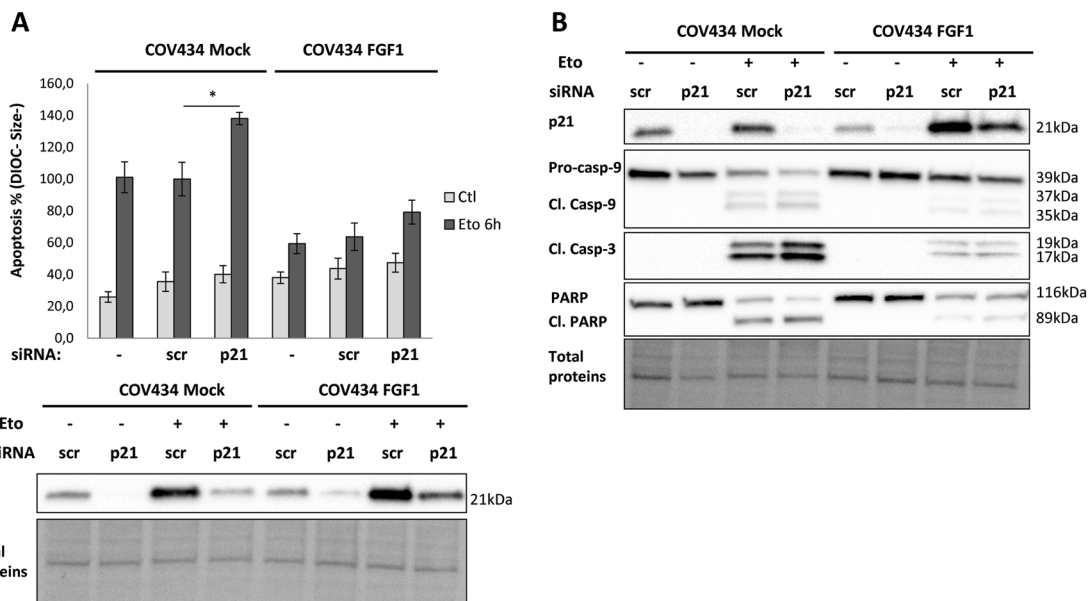 A
COV434 Mock COV434 FGF1
Apoptosis % (DIOC- Size-)
160,0
140,0
120,0
100,0
80,0
60,0
40,0
20,0
0,0
*
Ctl
Eto 6h
siRNA: - scr p21 - scr p21
COV434 Mock COV434 FGF1
Eto - - + + - - + +
iRNA scr p21 scr p21 scr p21 scr p21
21kDa
al
eins
B
COV434 Mock COV434 FGF1
Eto - - + + - - + +
siRNA scr p21 scr p21 scr p21 scr p21
p21 21kDa
Pro-casp-9 39kDa
37kDa
Cl. Casp-9 35kDa
Cl. Casp-3 19kDa
17kDa
PARP 116kDa
Cl. PARP 89kDa
Total
proteins